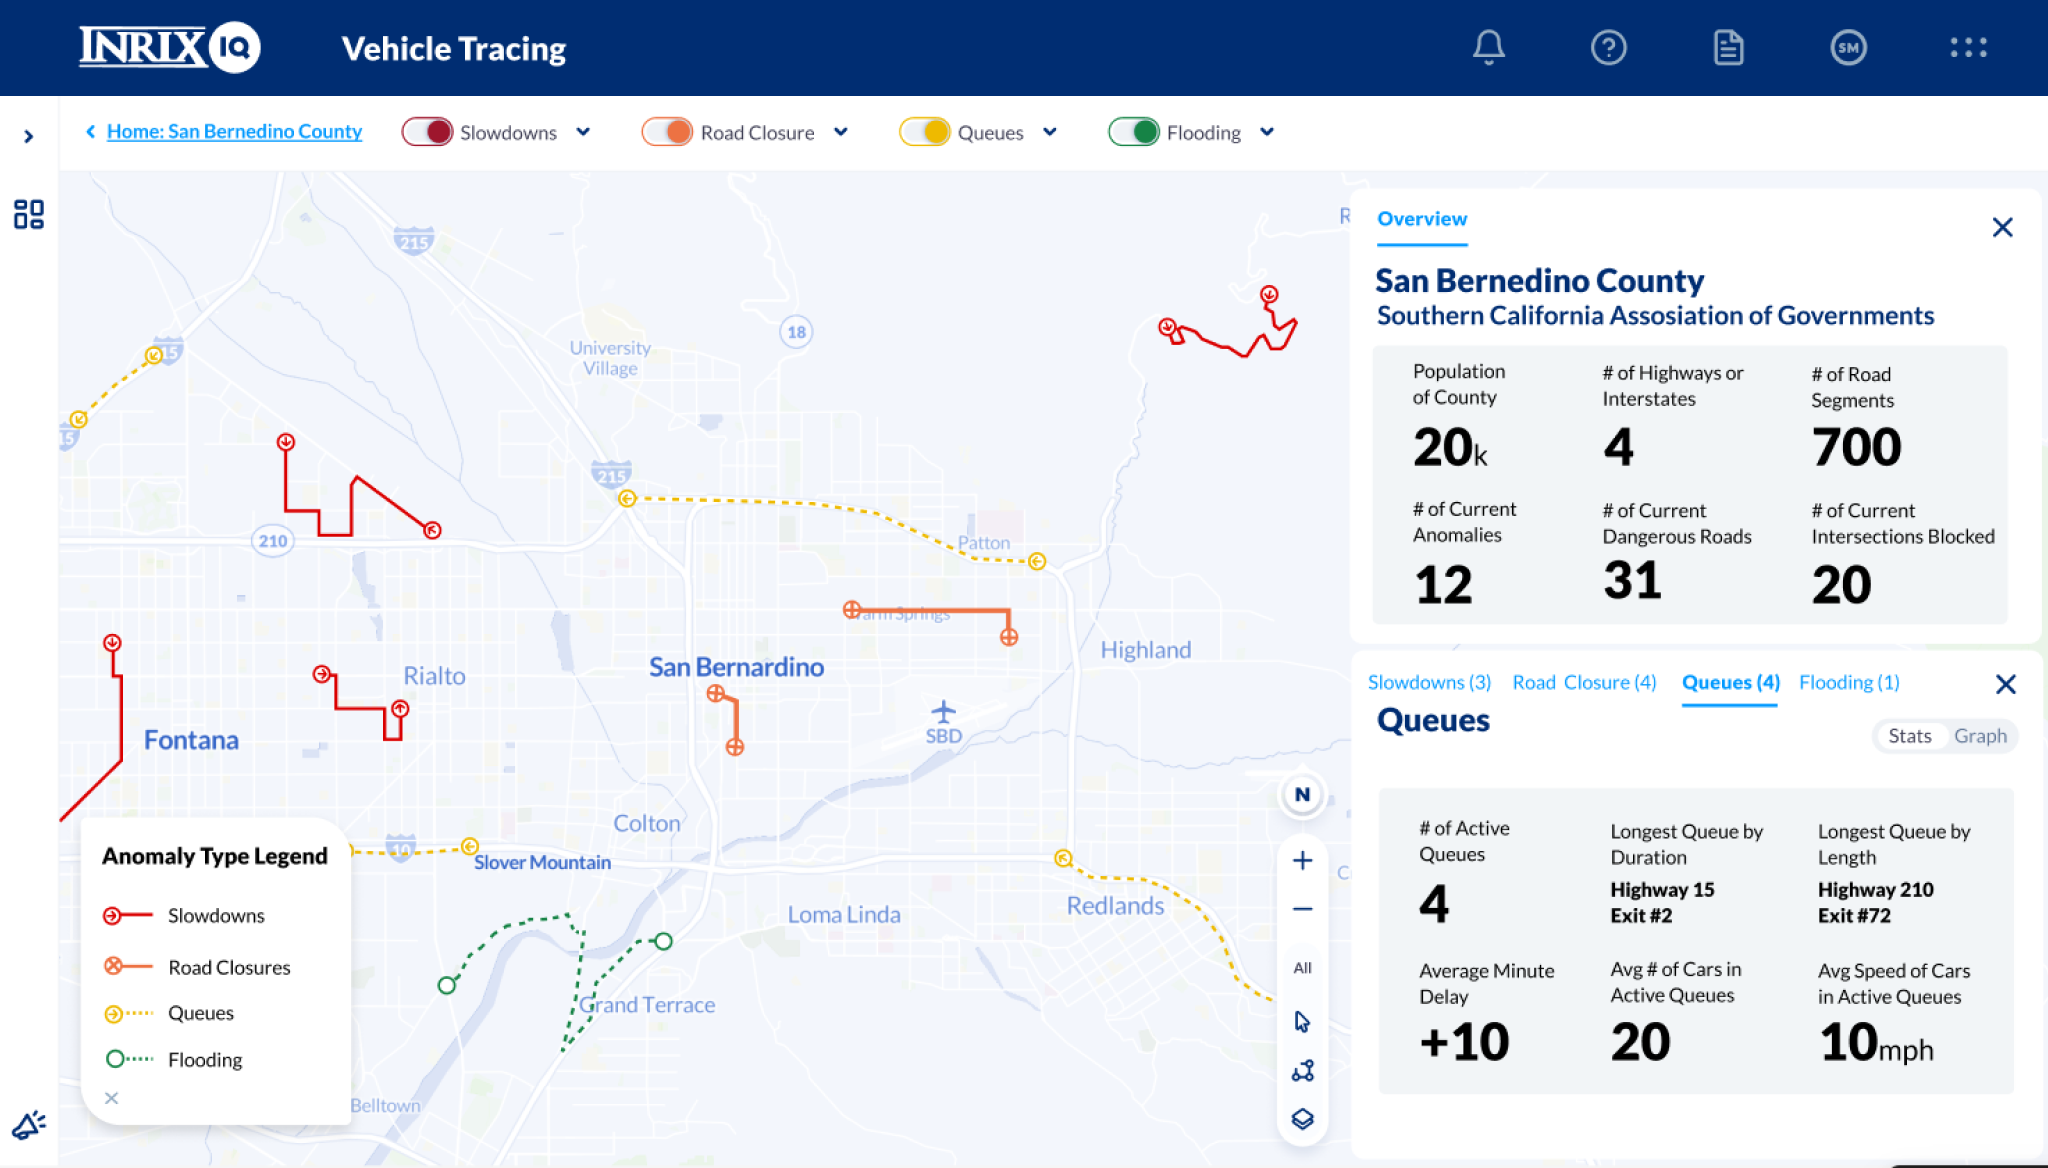 INRIX IQ
Vehicle Tracing
SM
Home: San Bernedino County
Slowdowns
Road Closure
Queues
Flooding
215
18
University
Village
15
15
215
210
Patton
Warm Springs
Highland
San Bernardino
Rialto
Fontana
SBD
Colton
10
Slover Mountain
Loma Linda
Redlands
Grand Terrace
Belltown
Anomaly Type Legend
Slowdowns
Road Closures
Queues
Flooding
N
All
R
C
Overview
San Bernedino County
Southern California Assosiation of Governments
Population
of County
20k
# of Highways or
Interstates
4
# of Road
Segments
700
# of Current
Anomalies
12
# of Current
Dangerous Roads
31
# of Current
Intersections Blocked
20
Slowdowns (3)
Road Closure (4)
Queues (4)
Flooding (1)
Queues
Stats
Graph
# of Active
Queues
4
Longest Queue by
Duration
Highway 15
Exit #2
Longest Queue by
Length
Highway 210
Exit #72
Average Minute
Delay
+10
Avg # of Cars in
Active Queues
20
Avg Speed of Cars
in Active Queues
10mph